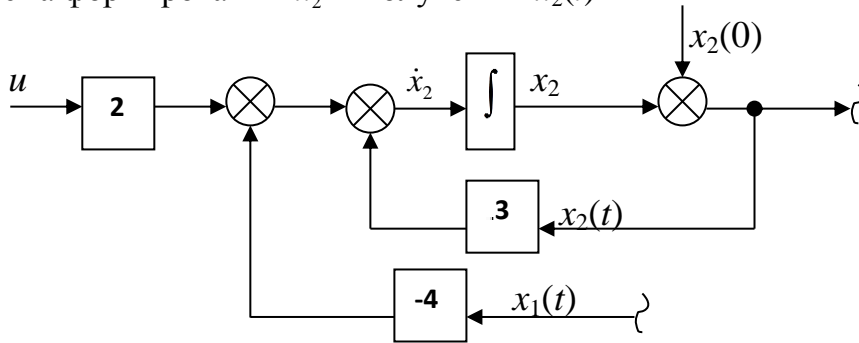 x₂(0)
u
2
ẋ₂
∫
x₂
.3
x₂(t)
-4
x₁(t)